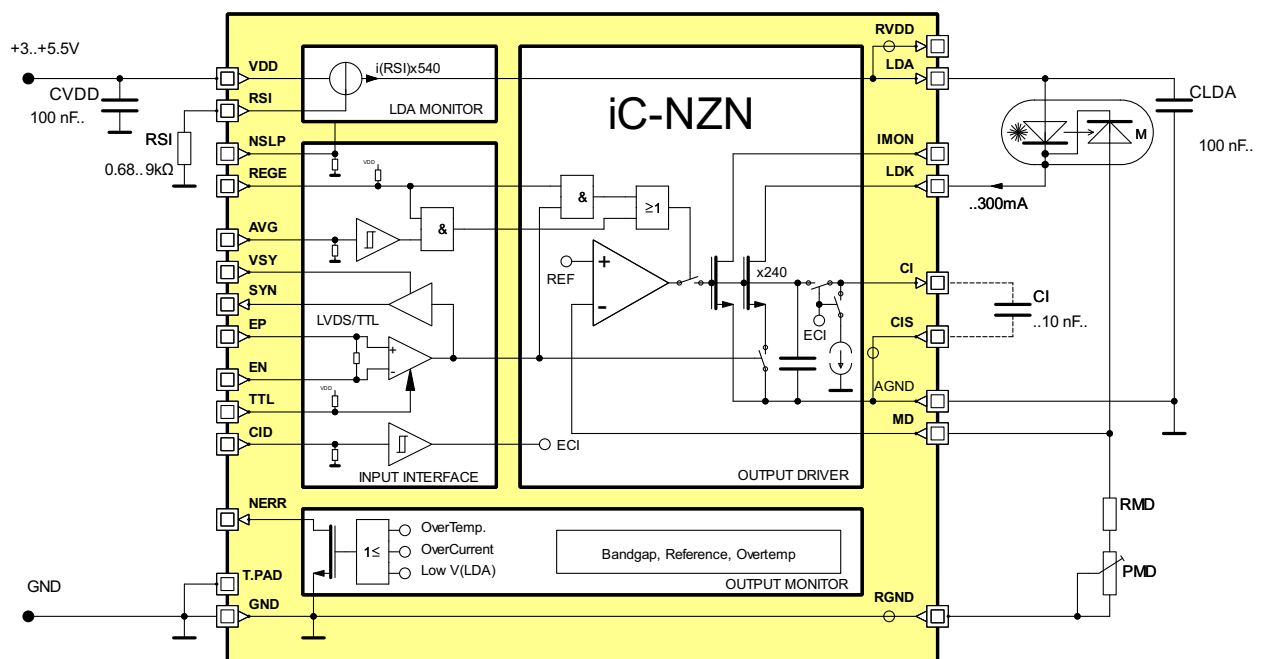 +3..+5.5V
CVDD
100 nF..
RSI
0.68..9kΩ
GND
VDD
RSI
NSLP
REGE
AVG
VSY
SYN
EP
EN
TTL
CID
NERR
T.PAD
GND
i(RSI)x540
LDA MONITOR
VDD
&
LVDS/TTL
+
-
VDD
ECI
INPUT INTERFACE
iC-NZN
&
≥1
REF
+
-
x240
ECI
OUTPUT DRIVER
1≤
OverTemp.
OverCurrent
Low V(LDA)
Bandgap, Reference, Overtemp
OUTPUT MONITOR
RVDD
LDA
IMON
LDK
CI
CIS
AGND
MD
RGND
M
CLDA
100 nF..
..300mA
CI
..10 nF..
RMD
PMD